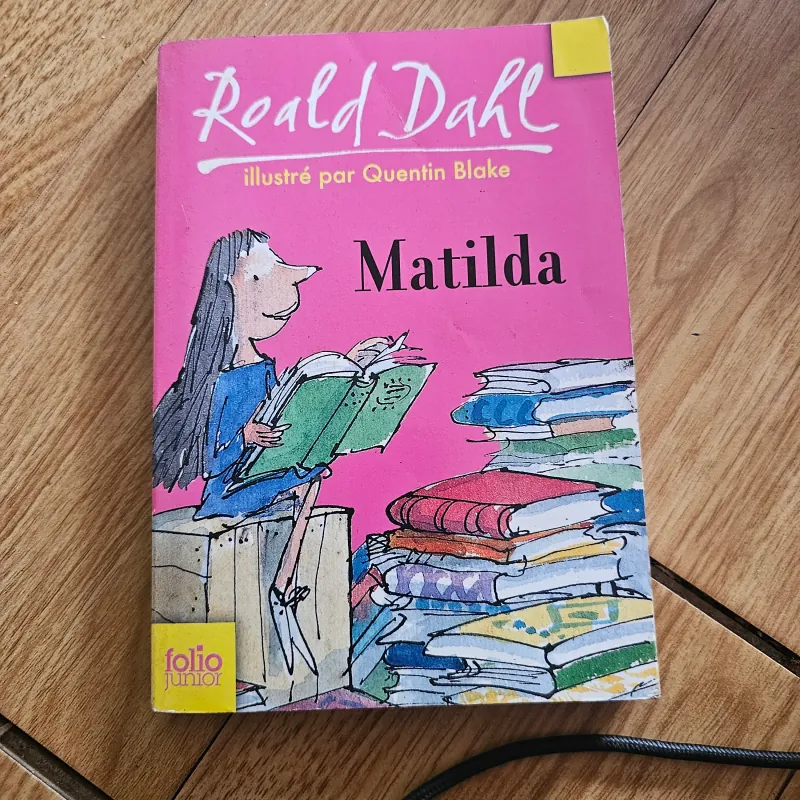 Roald Dahl
illustré par Quentin Blake
Matilda
folio
junior